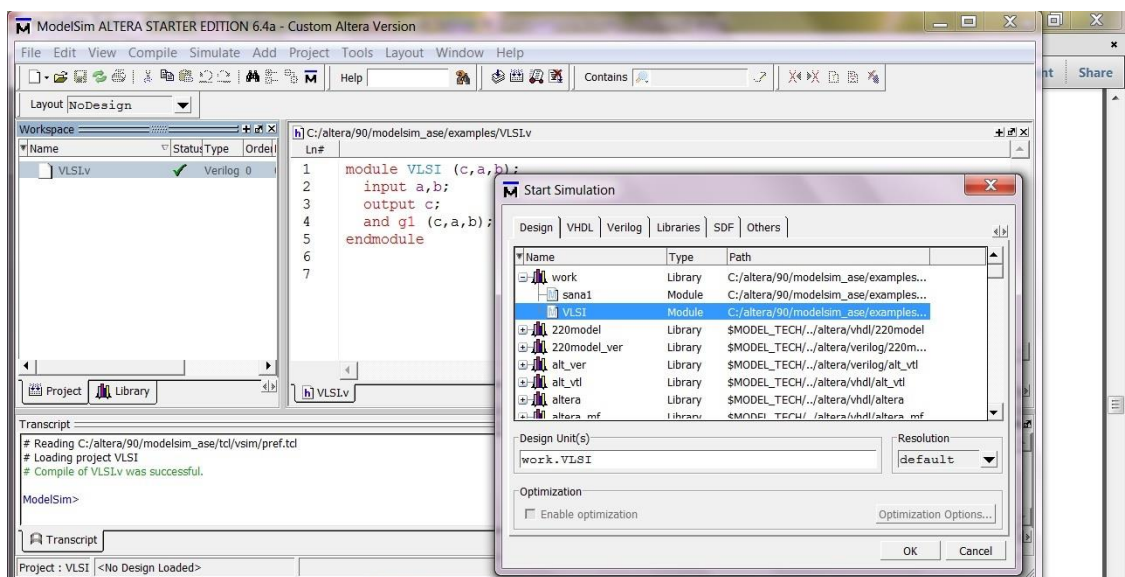 ModelSim ALTERA STARTER EDITION 6.4a - Custom Altera Version
File Edit View Compile Simulate Add Project Tools Layout Window Help
Help
Contains
nt Share
Layout NoDesign
Workspace
Name Status Type Order
VLSI.v Verilog 0
C:/altera/90/modelsim_ase/examples/VLSI.v
Ln#
1 module VLSI (c,a,b);
2 input a,b;
3 output c;
4 and g1 (c,a,b);
5 endmodule
6
7
Project Library
VLSI.v
Start Simulation
Design VHDL Verilog Libraries SDF Others
Name Type Path
work Library C:/altera/90/modelsim_ase/examples...
sana1 Module C:/altera/90/modelsim_ase/examples...
VLSI Module C:/altera/90/modelsim_ase/examples...
220model Library $MODEL_TECH/../altera/vhdl/220model
220model_ver Library $MODEL_TECH/../altera/verilog/220m...
alt_ver Library $MODEL_TECH/../altera/verilog/alt_vtl
alt_vtl Library $MODEL_TECH/../altera/vhdl/alt_vtl
altera Library $MODEL_TECH/../altera/vhdl/altera
altera_mf Library $MODEL_TECH/../altera/vhdl/altera_mf
Design Unit(s) Resolution
work.VLSI default
Optimization
Enable optimization Optimization Options...
OK Cancel
Transcript
# Reading C:/altera/90/modelsim_ase/tcl/vsim/pref.tcl
# Loading project VLSI
# Compile of VLSI.v was successful.
ModelSim>
Transcript
Project : VLSI <No Design Loaded>